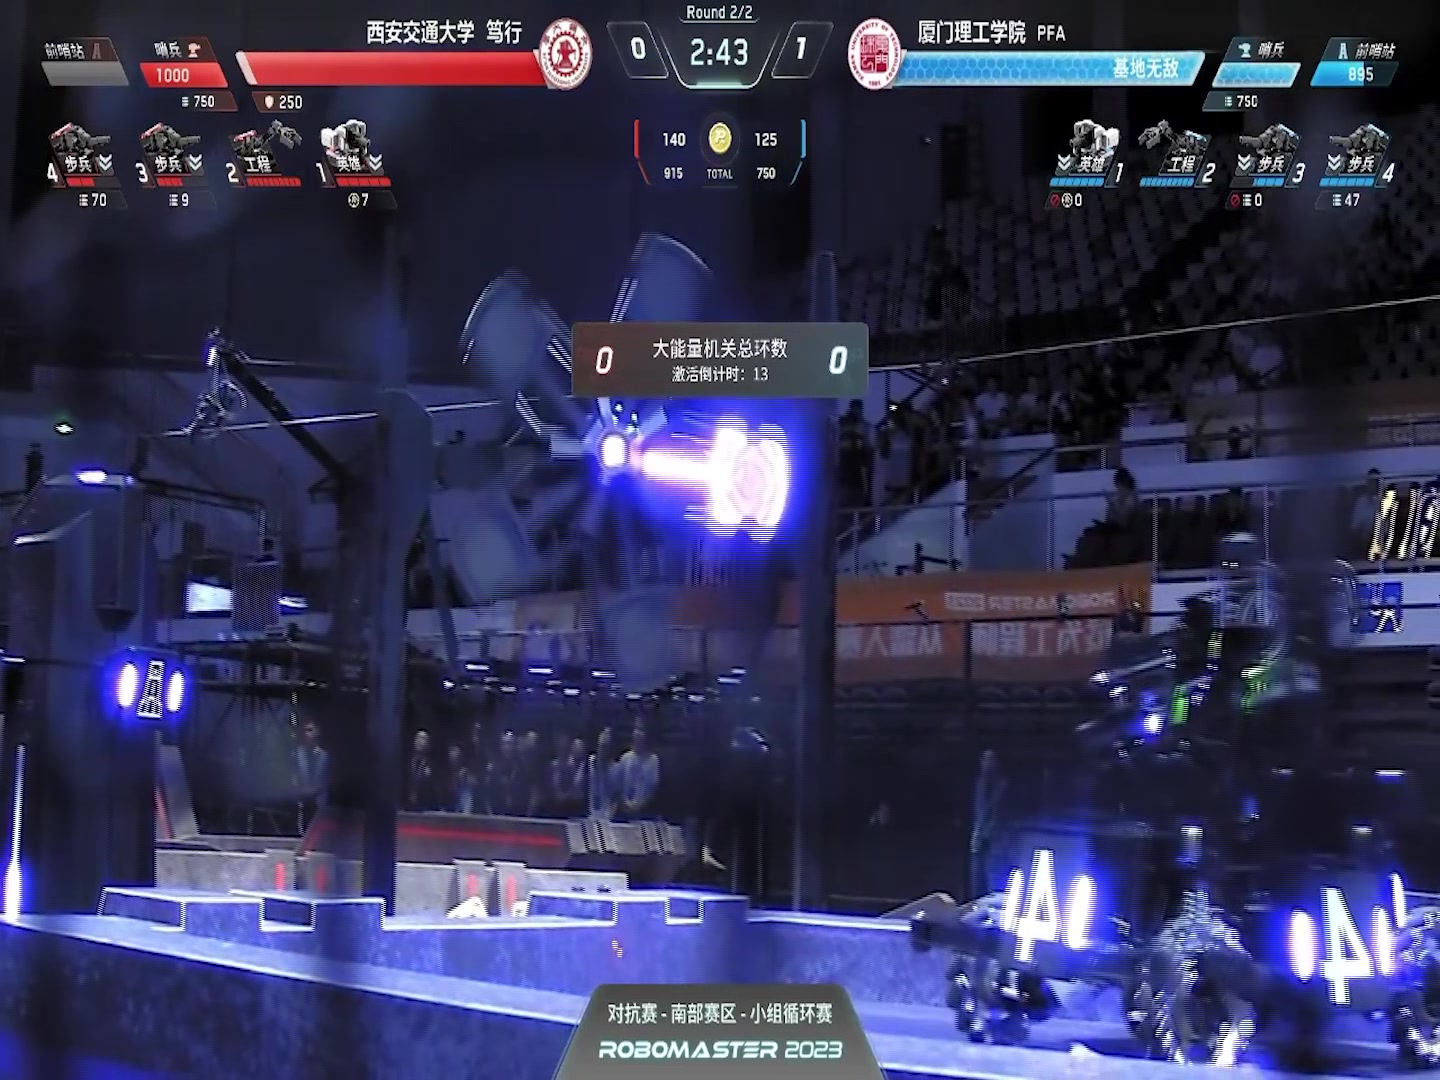 Round 2/2
西安交通大学 笃行
0
2:43
1
厦门理工学院 PFA
前哨站
哨兵
1000
750
250
基地无敌
哨兵
750
前哨站
895
140
125
915
TOTAL
750
4 步兵
3 步兵
2 工程
1 英雄
70
9
7
英雄 1
工程 2
步兵 3
步兵 4
0
0
47
0
大能量机关总环数
0
激活倒计时：13
4
4
对抗赛 - 南部赛区 - 小组循环赛
ROBOMASTER 2023